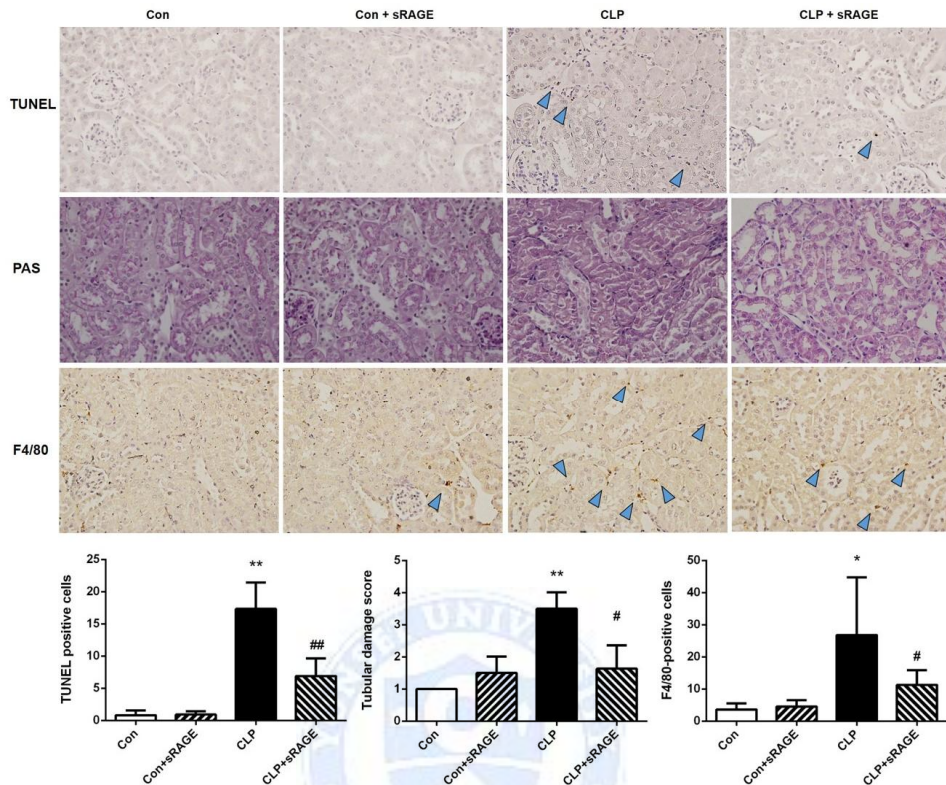 Con Con + sRAGE CLP CLP + sRAGE
TUNEL
PAS
F4/80
TUNEL positive cells
25
20
15
10
5
0
**
##
Con Con+sRAGE CLP CLP+sRAGE
Tubular damage score
5
4
3
2
1
0
**
#
Con Con+sRAGE CLP CLP+sRAGE
F4/80-positive cells
50
40
30
20
10
0
*
#
Con Con+sRAGE CLP CLP+sRAGE